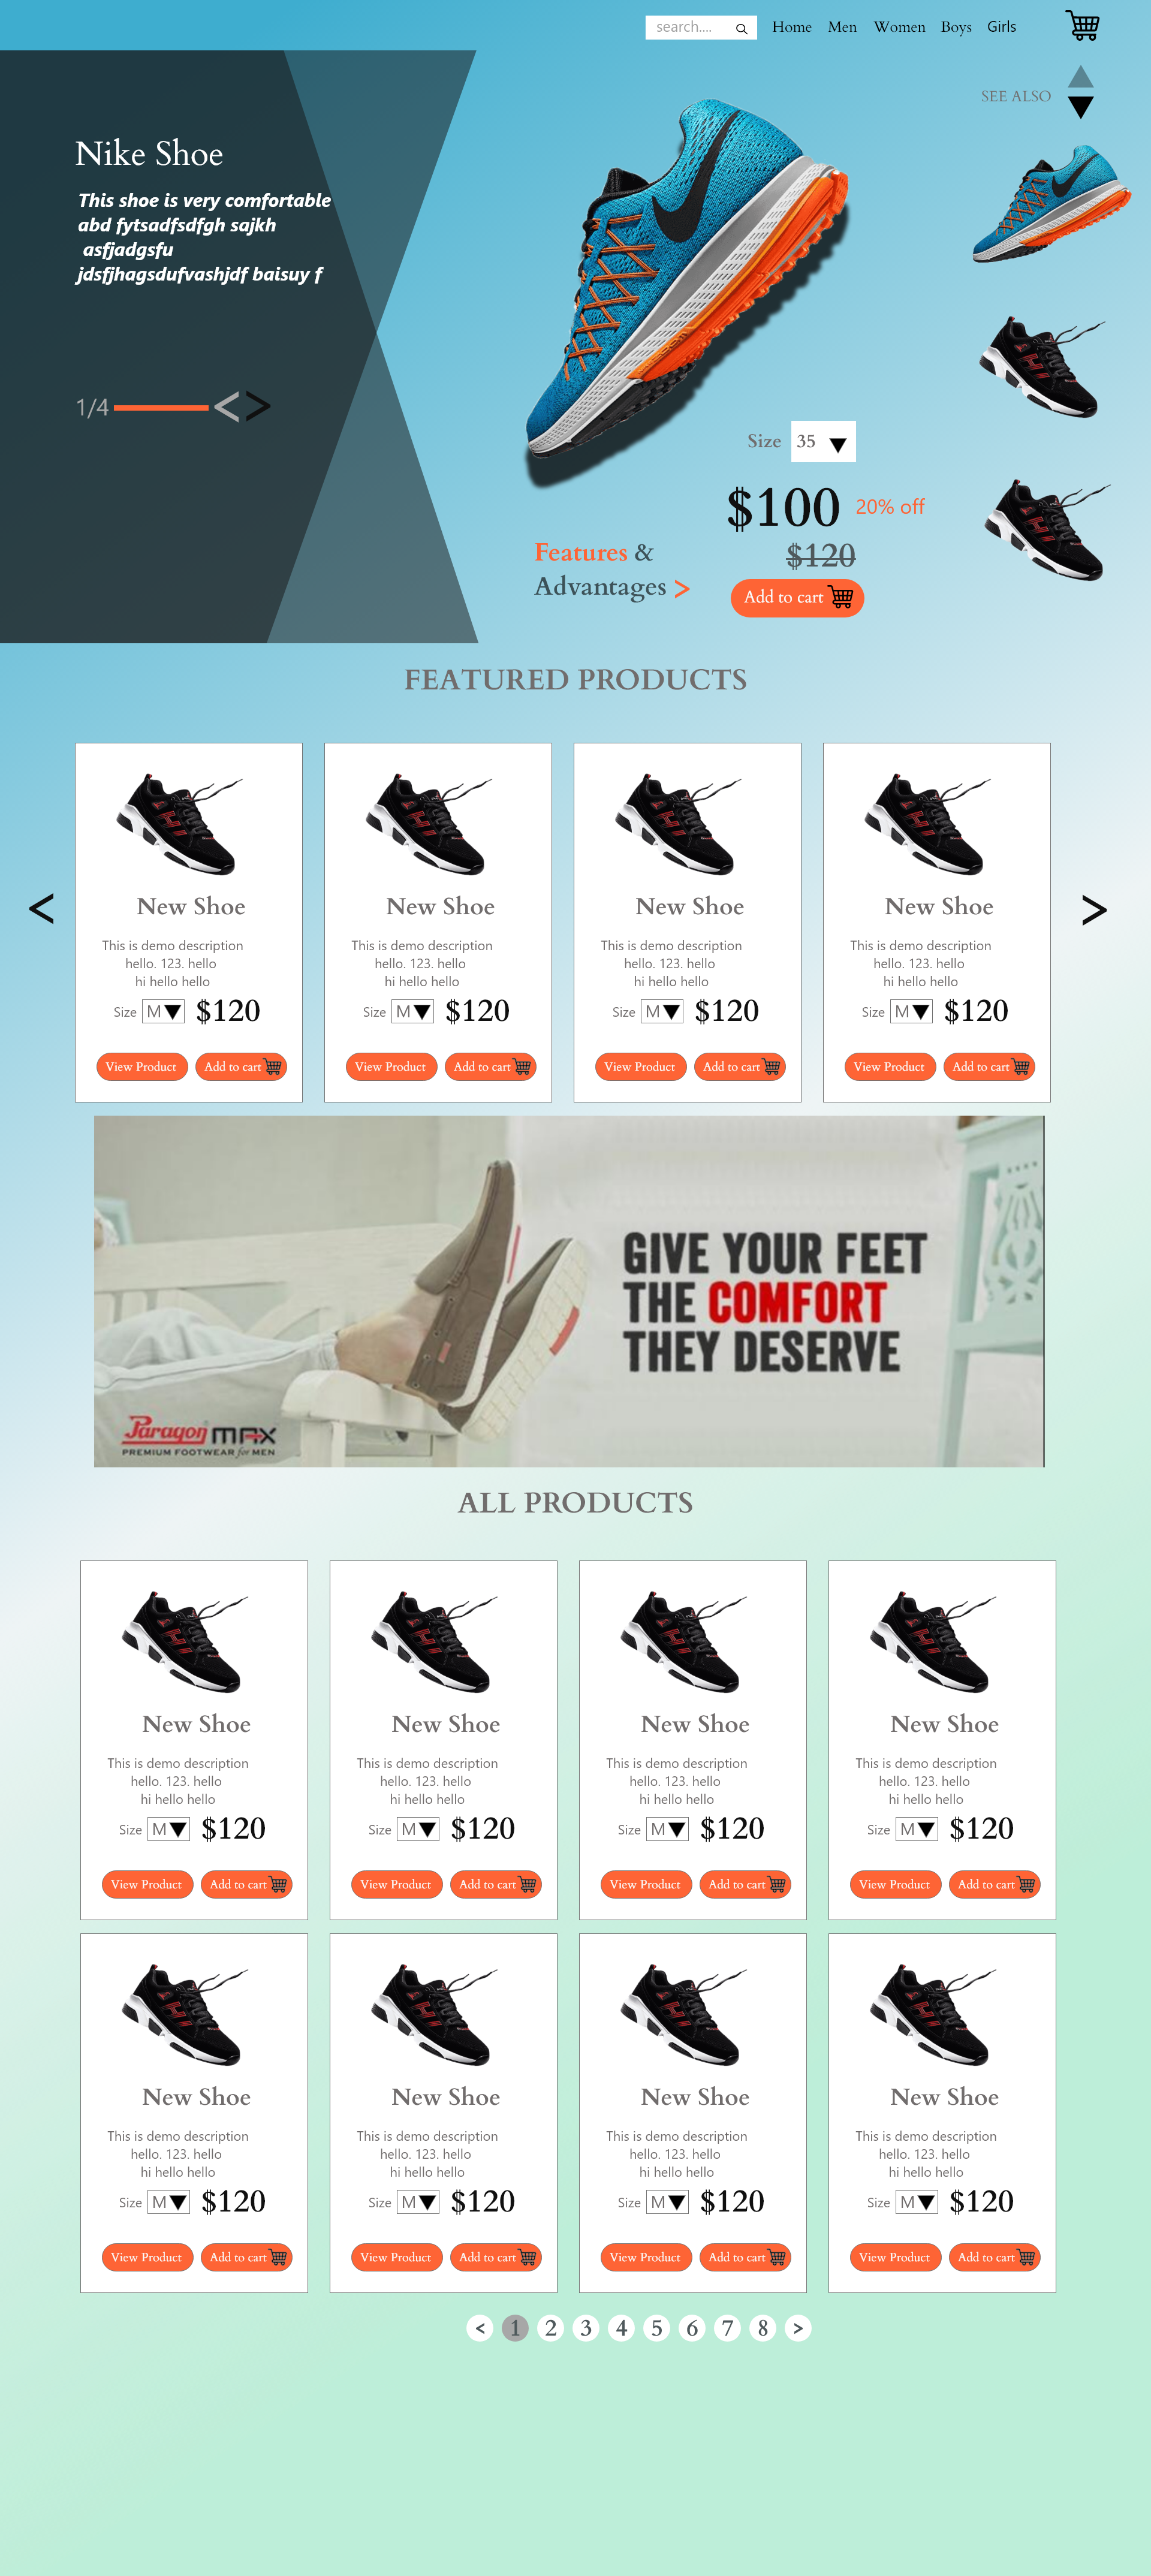 search....
Home Men Women Boys Girls
SEE ALSO
Nike Shoe
This shoe is very comfortable
abd fytsadfsdfgh sajkh
asfjadgsfu
jdsfjhagsdufvashjdf baisuy f
1/4 < >
Size 35
$100 20% off
$120
Features &
Advantages >
Add to cart
FEATURED PRODUCTS
< >
New Shoe
This is demo description
hello. 123. hello
hi hello hello
Size M $120
View Product Add to cart
New Shoe
This is demo description
hello. 123. hello
hi hello hello
Size M $120
View Product Add to cart
New Shoe
This is demo description
hello. 123. hello
hi hello hello
Size M $120
View Product Add to cart
New Shoe
This is demo description
hello. 123. hello
hi hello hello
Size M $120
View Product Add to cart
GIVE YOUR FEET
THE COMFORT
THEY DESERVE
Paragon MAX
PREMIUM FOOTWEAR for MEN
ALL PRODUCTS
New Shoe
This is demo description
hello. 123. hello
hi hello hello
Size M $120
View Product Add to cart
New Shoe
This is demo description
hello. 123. hello
hi hello hello
Size M $120
View Product Add to cart
New Shoe
This is demo description
hello. 123. hello
hi hello hello
Size M $120
View Product Add to cart
New Shoe
This is demo description
hello. 123. hello
hi hello hello
Size M $120
View Product Add to cart
New Shoe
This is demo description
hello. 123. hello
hi hello hello
Size M $120
View Product Add to cart
New Shoe
This is demo description
hello. 123. hello
hi hello hello
Size M $120
View Product Add to cart
New Shoe
This is demo description
hello. 123. hello
hi hello hello
Size M $120
View Product Add to cart
New Shoe
This is demo description
hello. 123. hello
hi hello hello
Size M $120
View Product Add to cart
< 1 2 3 4 5 6 7 8 >